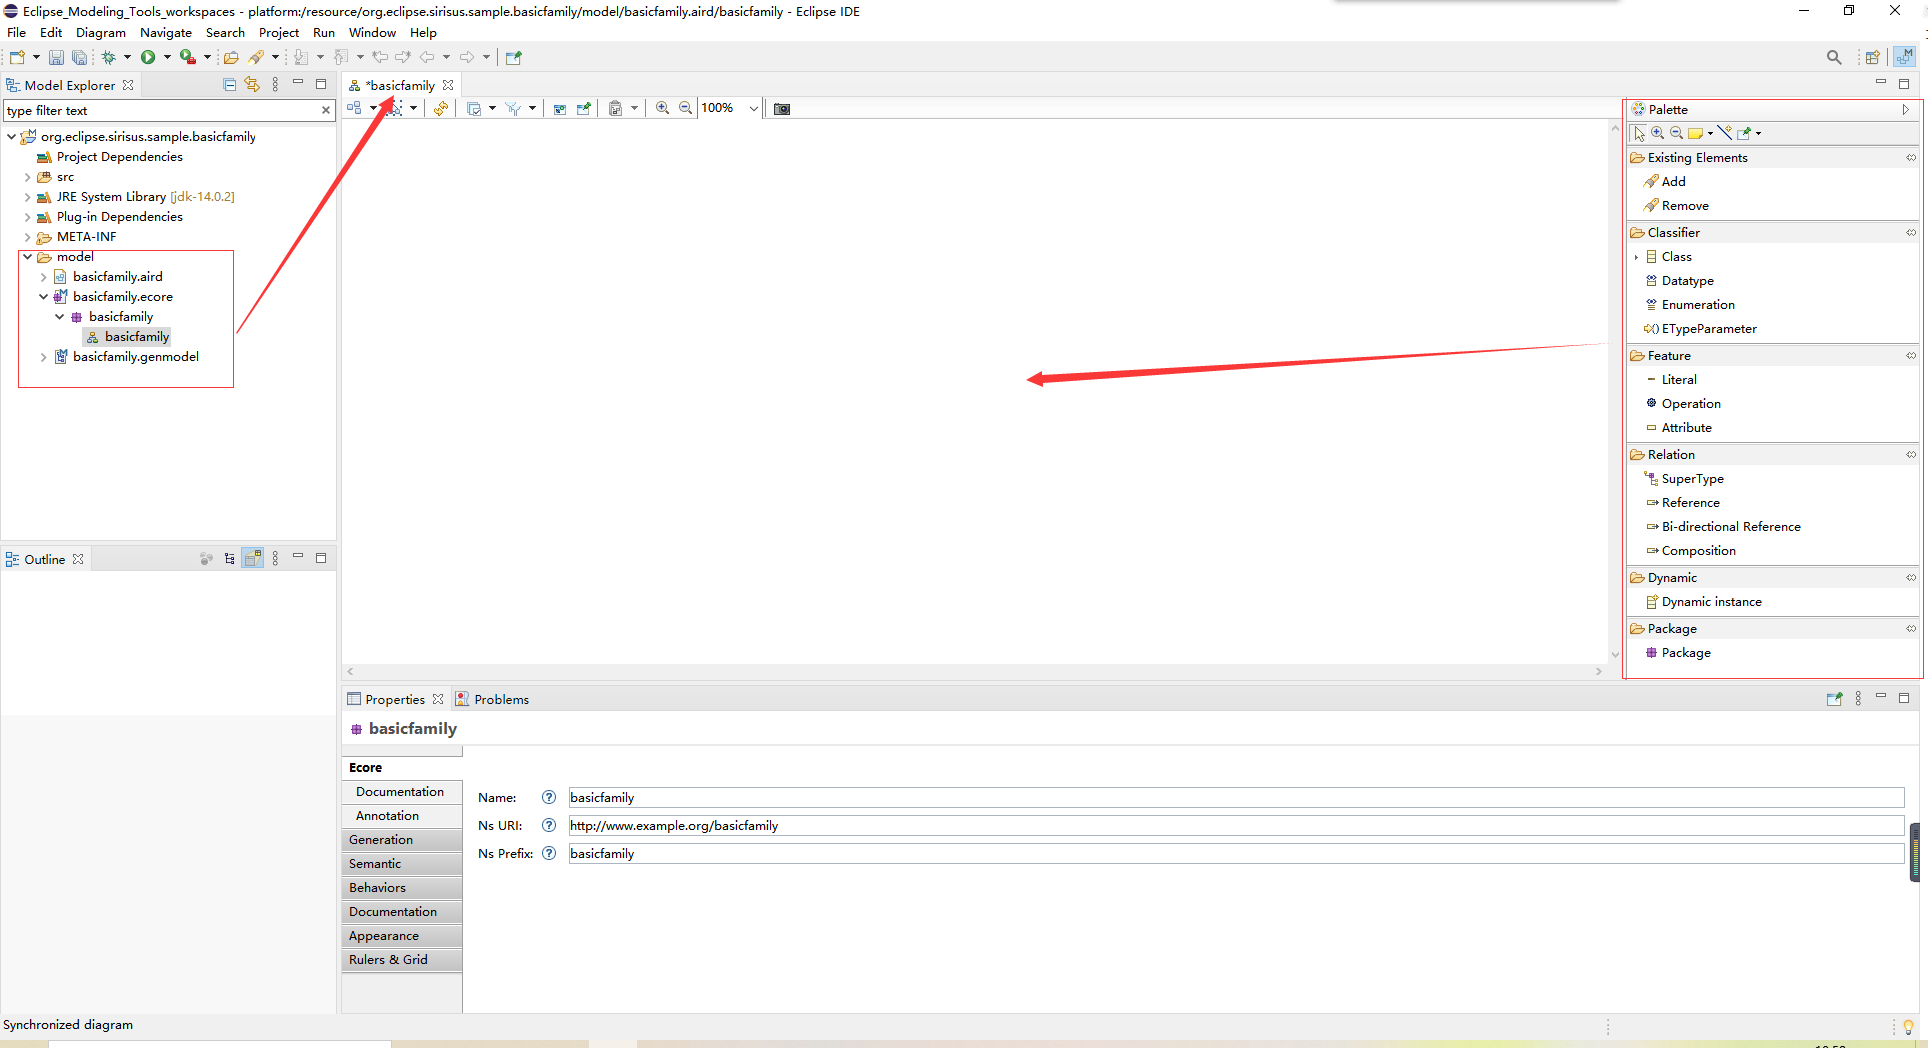 Eclipse_Modeling_Tools_workspaces - platform:/resource/org.eclipse.sirisus.sample.basicfamily/model/basicfamily.aird/basicfamily - Eclipse IDE
File Edit Diagram Navigate Search Project Run Window Help
Model Explorer
type filter text
org.eclipse.sirisus.sample.basicfamily
Project Dependencies
src
JRE System Library [jdk-14.0.2]
Plug-in Dependencies
META-INF
model
basicfamily.aird
basicfamily.ecore
basicfamily
basicfamily
basicfamily.genmodel
Outline
*basicfamily
100%
Palette
Existing Elements
Add
Remove
Classifier
Class
Datatype
Enumeration
ETypeParameter
Feature
Literal
Operation
Attribute
Relation
SuperType
Reference
Bi-directional Reference
Composition
Dynamic
Dynamic instance
Package
Package
Properties
Problems
basicfamily
Ecore
Documentation
Annotation
Generation
Semantic
Behaviors
Documentation
Appearance
Rulers & Grid
Name: basicfamily
Ns URI: http://www.example.org/basicfamily
Ns Prefix: basicfamily
Synchronized diagram